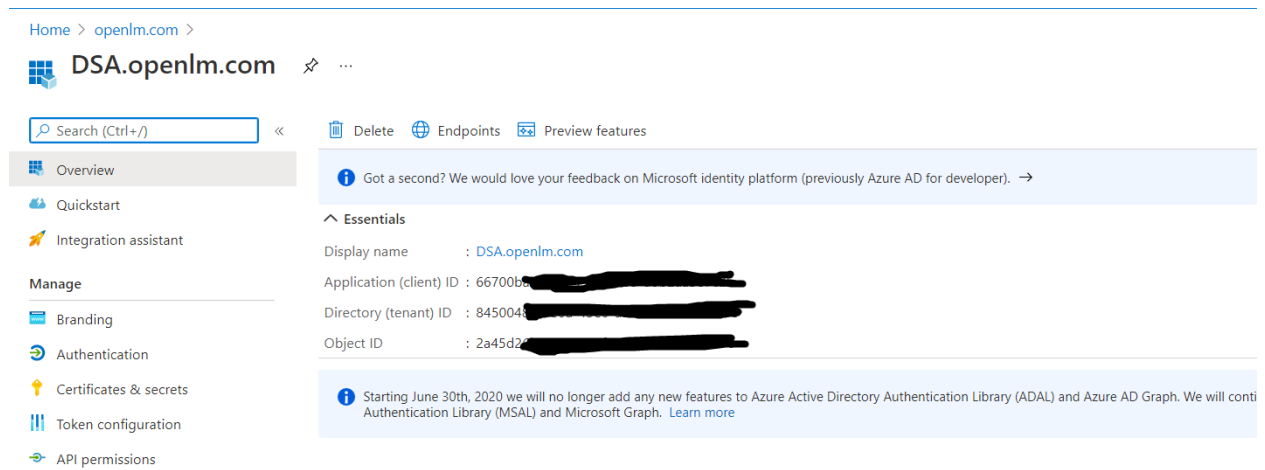 Home > openlm.com >
DSA.openlm.com
Search (Ctrl+/)
Delete Endpoints Preview features
Overview
Got a second? We would love your feedback on Microsoft identity platform (previously Azure AD for developer). →
Quickstart
Essentials
Integration assistant
Display name : DSA.openlm.com
Manage
Application (client) ID : 66700b
Branding
Directory (tenant) ID : 845004
Authentication
Object ID : 2a45d2
Certificates & secrets
Starting June 30th, 2020 we will no longer add any new features to Azure Active Directory Authentication Library (ADAL) and Azure AD Graph. We will conti
Authentication Library (MSAL) and Microsoft Graph. Learn more
Token configuration
API permissions